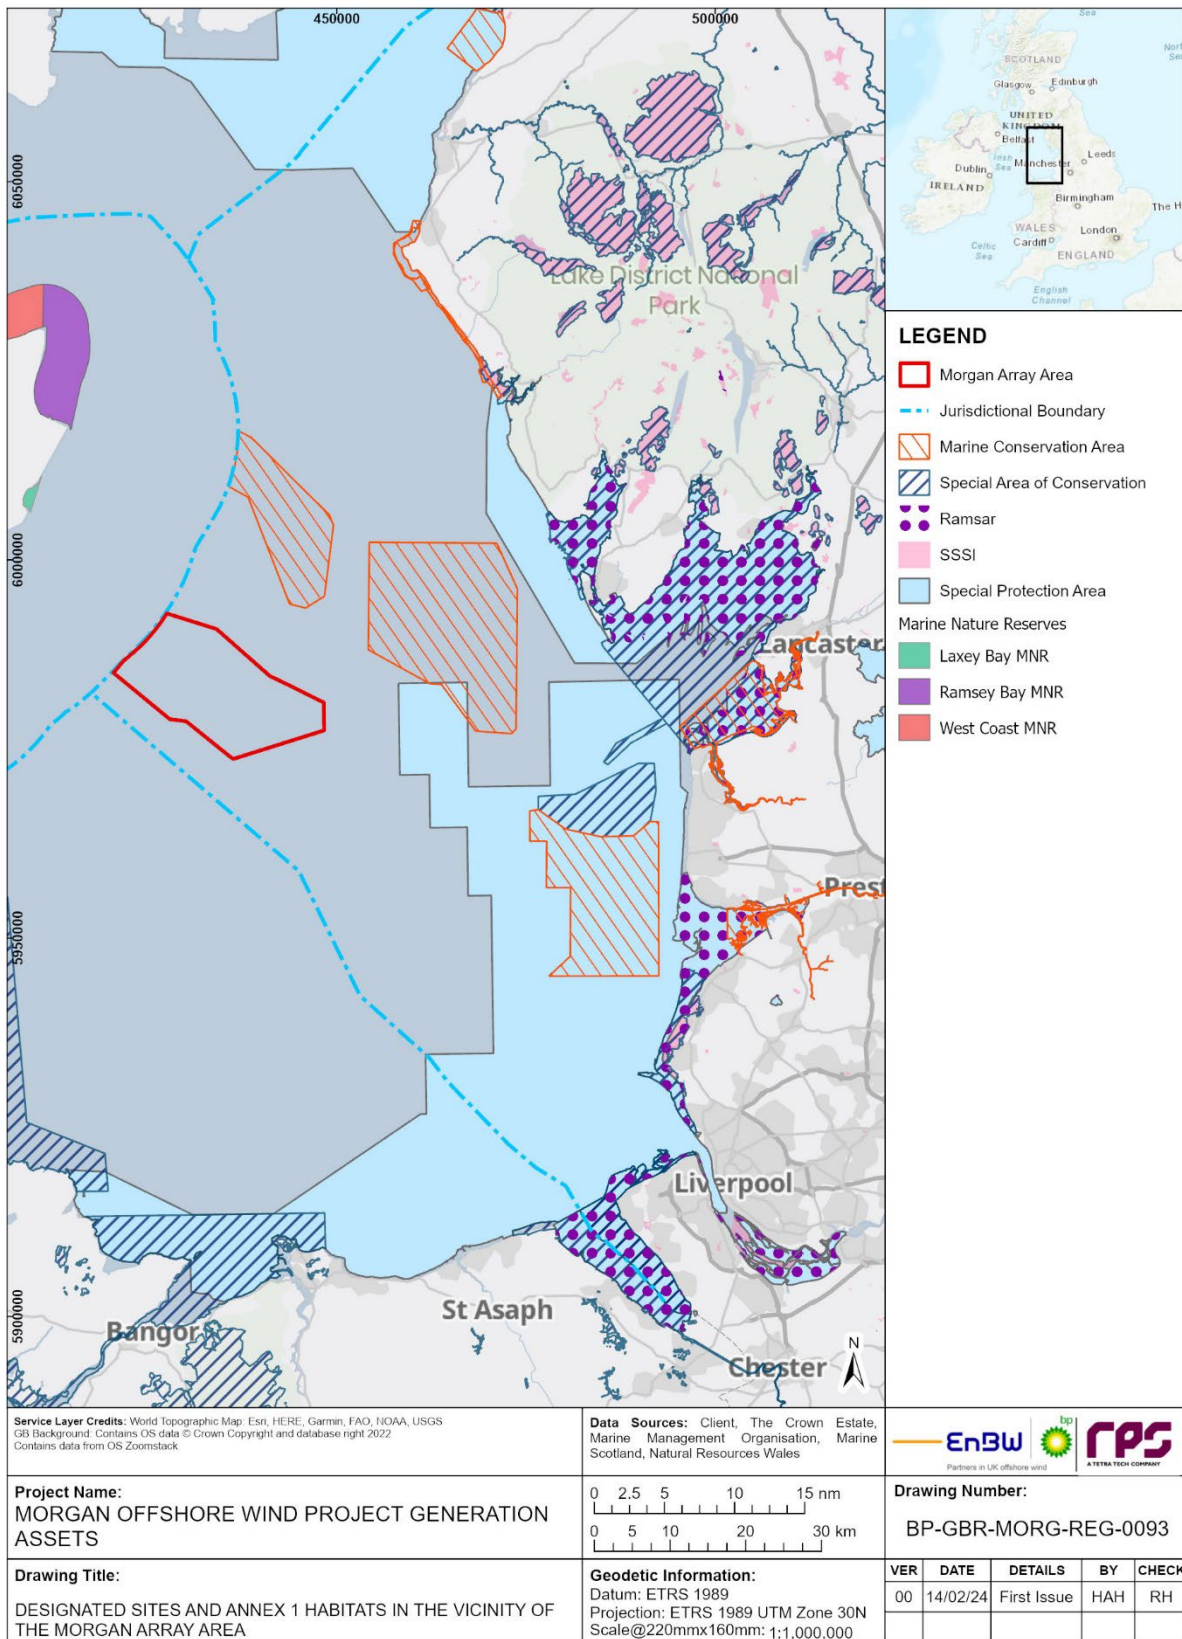 450000
500000
6050000
6000000
5950000
5900000
Lake District National
Park
Lancaster
Prest
Liverpool
St Asaph
Bangor
Chester
N
Sea
SCOTLAND
Nort
Sea
Glasgow
Edinburgh
UNITED
KINGDOM
Belfast
Irish
Sea
Dublin
Manchester
Leeds
IRELAND
Birmingham
The H
WALES
Cardiff
London
Celtic
Sea
ENGLAND
English
Channel
LEGEND
Morgan Array Area
Jurisdictional Boundary
Marine Conservation Area
Special Area of Conservation
Ramsar
SSSI
Special Protection Area
Marine Nature Reserves
Laxey Bay MNR
Ramsey Bay MNR
West Coast MNR
Service Layer Credits: World Topographic Map: Esri, HERE, Garmin, FAO, NOAA, USGS
GB Background: Contains OS data © Crown Copyright and database right 2022
Contains data from OS Zoomstack
Data Sources: Client, The Crown Estate,
Marine Management Organisation, Marine
Scotland, Natural Resources Wales
EnBW
bp
Partners in UK offshore wind
rps
A TETRA TECH COMPANY
Project Name:
MORGAN OFFSHORE WIND PROJECT GENERATION
ASSETS
0 2.5 5 10 15 nm
0 5 10 20 30 km
Drawing Number:
BP-GBR-MORG-REG-0093
Drawing Title:
DESIGNATED SITES AND ANNEX 1 HABITATS IN THE VICINITY OF
THE MORGAN ARRAY AREA
Geodetic Information:
Datum: ETRS 1989
Projection: ETRS 1989 UTM Zone 30N
Scale@220mmx160mm: 1:1,000,000
VER DATE DETAILS BY CHECK
00 14/02/24 First Issue HAH RH